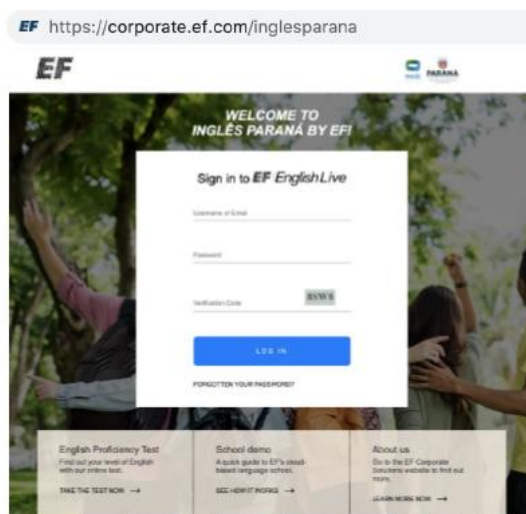 EF https://corporate.ef.com/inglesparana
EF
PARANÁ
WELCOME TO
INGLÊS PARANÁ BY EF!
Sign in to EF English Live
Username or Email
Password
Verification Code
LOG IN
FORGOTTEN YOUR PASSWORD?
English Proficiency Test
Find out your level of English
with our online test.
TAKE THE TEST NOW →
School demo
A quick guide to EF's cloud-
based language school.
SEE HOW IT WORKS →
About us
Go to the EF Corporate
Solutions website to find out
more.
LEARN MORE NOW →